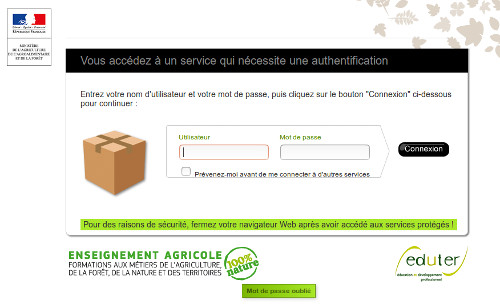 RÉPUBLIQUE FRANÇAISE
MINISTÈRE
DE L'AGRICULTURE
DE L'AGROALIMENTAIRE
ET DE LA FORÊT
Vous accédez à un service qui nécessite une authentification
Entrez votre nom d'utilisateur et votre mot de passe, puis cliquez sur le bouton "Connexion" ci-dessous
pour continuer :
Utilisateur
Mot de passe
Connexion
Prévenez-moi avant de me connecter à d'autres services
Pour des raisons de sécurité, fermez votre navigateur Web après avoir accédé aux services protégés !
ENSEIGNEMENT AGRICOLE
FORMATIONS AUX MÉTIERS DE L'AGRICULTURE,
DE LA FORÊT, DE LA NATURE ET DES TERRITOIRES
100%
nature
eduter
éducation et développement
professionnel
Mot de passe oublié